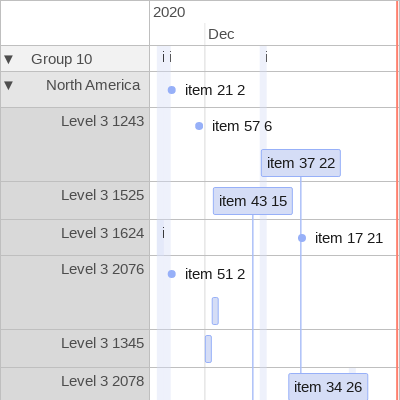 2020
Dec
▼ Group 10 i i i
▼ North America item 21 2
Level 3 1243 item 57 6
item 37 22
Level 3 1525 item 43 15
Level 3 1624 i item 17 21
Level 3 2076 item 51 2
Level 3 1345
Level 3 2078 item 34 26